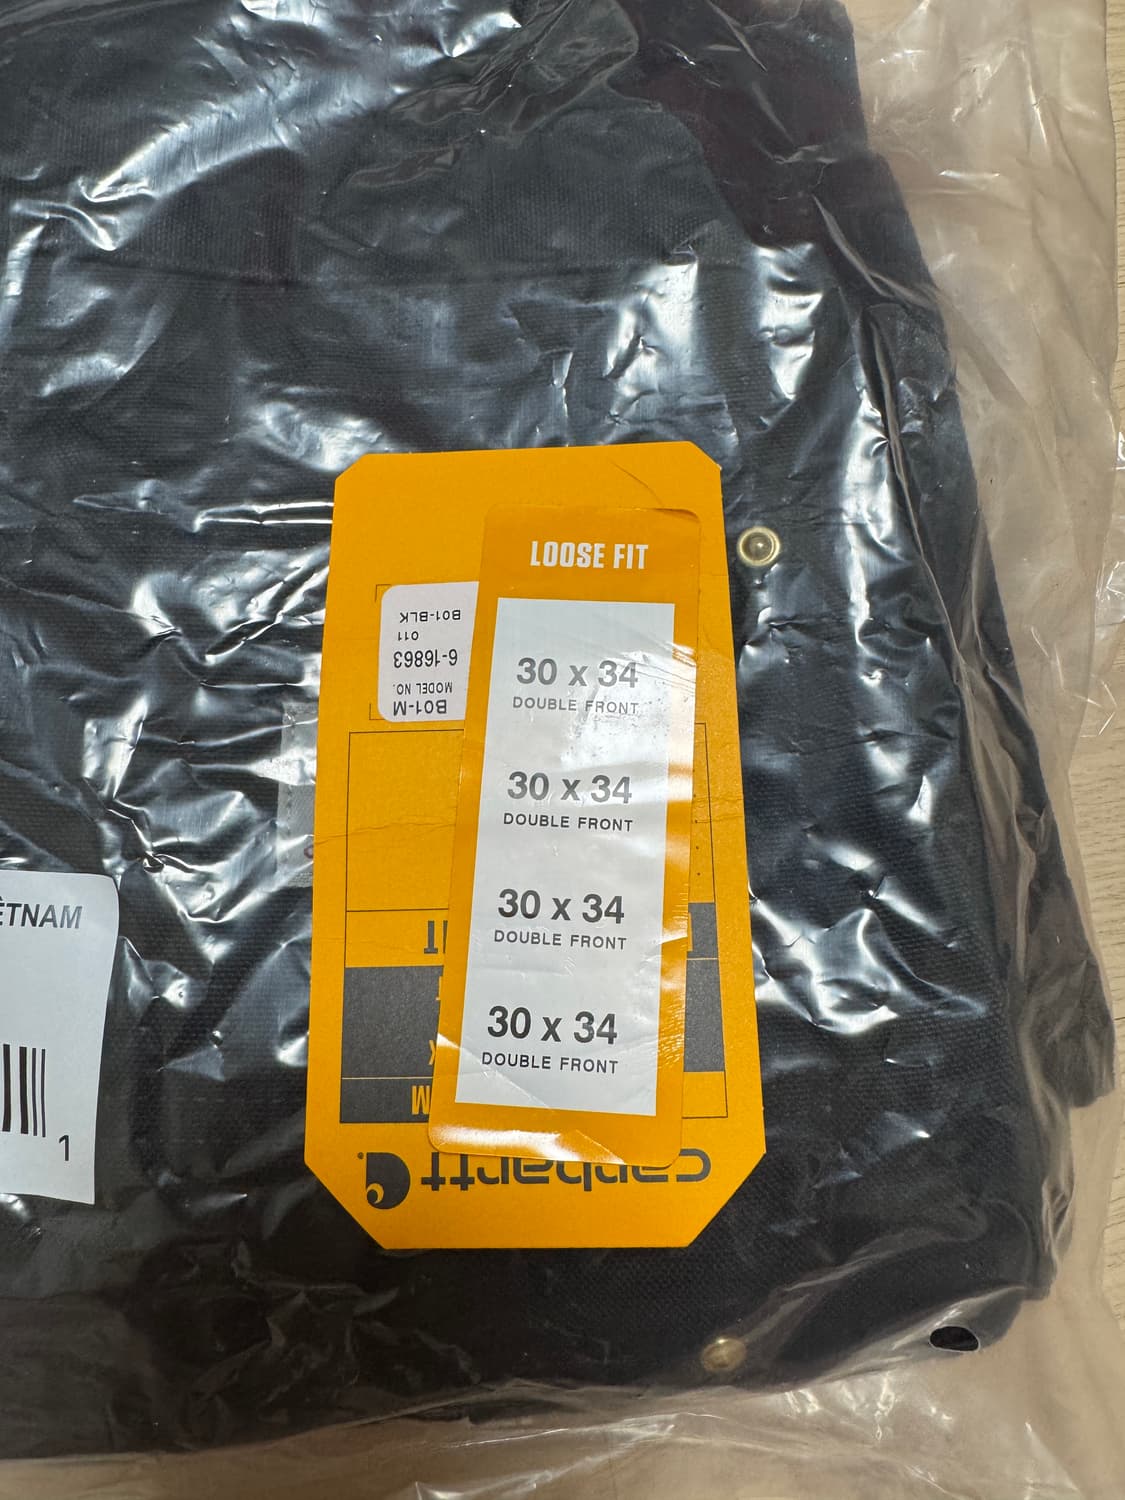 LOOSE FIT
30 x 34
DOUBLE FRONT
30 x 34
DOUBLE FRONT
30 x 34
DOUBLE FRONT
30 x 34
DOUBLE FRONT
B01-M
MODEL NO.
6-16863
011
B01-BLK
carhartt
M
ÊTNAM
1